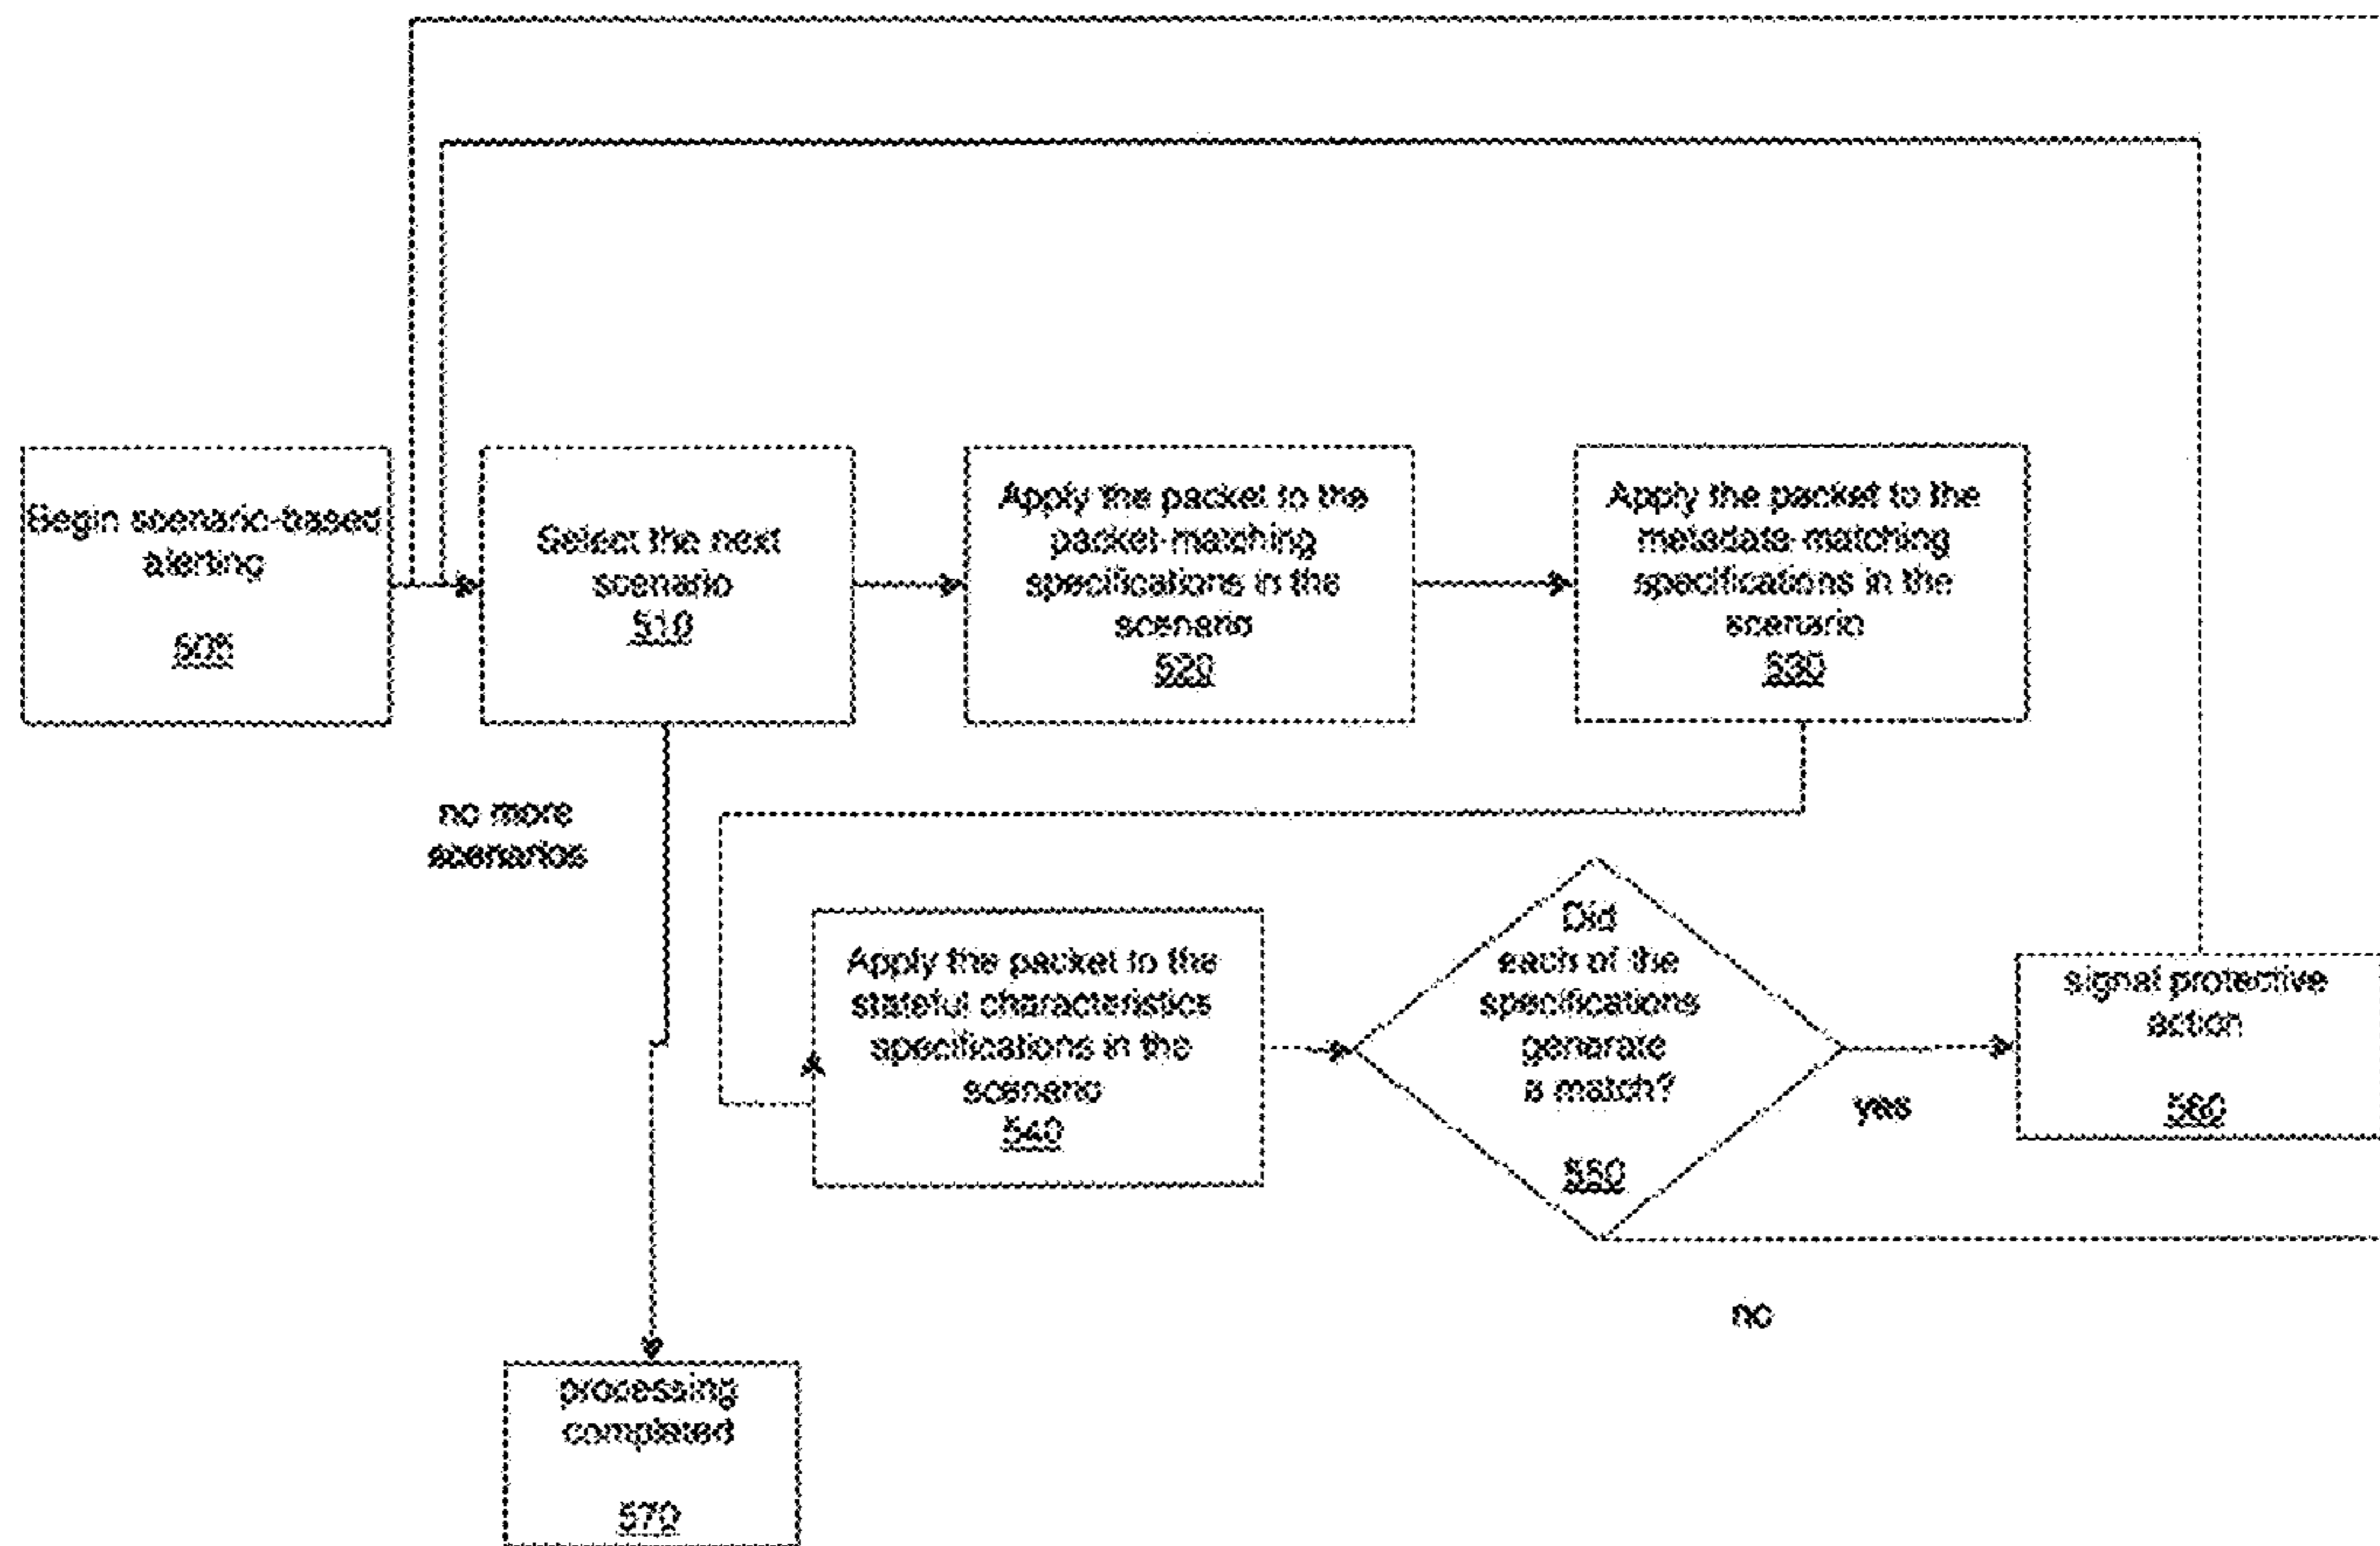 Begin scenario-based
alerting
505
Select the next
scenario
510
Apply the packet to the
packet-matching
specifications in the
scenario
520
Apply the packet to the
metadata-matching
specifications in the
scenario
530
no more
scenarios
Apply the packet to the
stateful characteristics
specifications in the
scenario
540
Did
each of the
specifications
generate
a match?
550
yes
signal protective
action
560
no
processing
completed
570